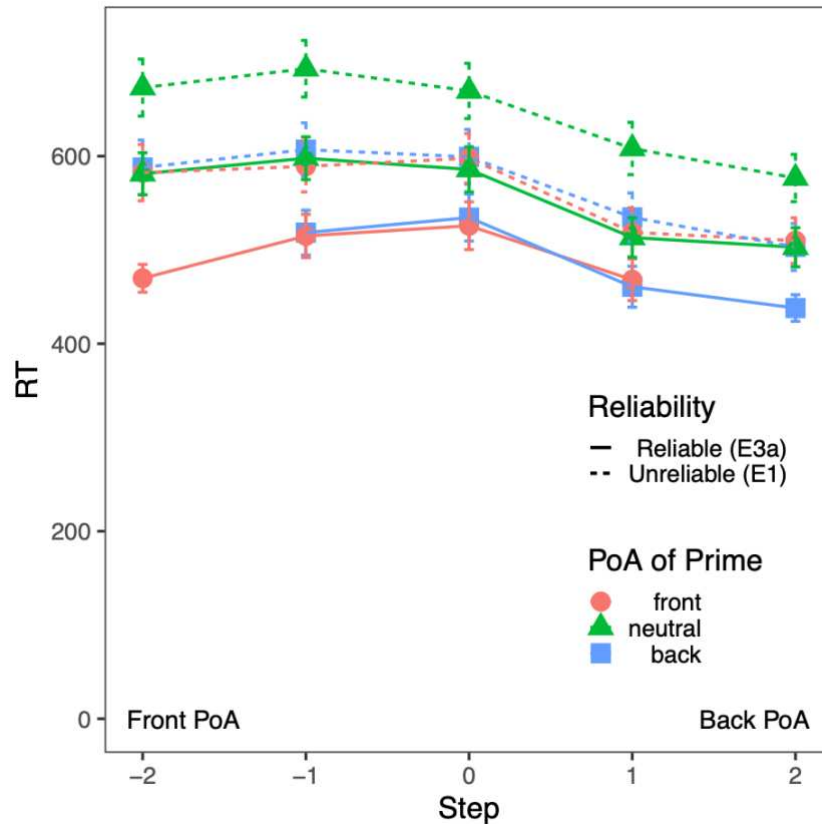 600
400
RT
Reliability
Reliable (E3a)
Unreliable (E1)
200
PoA of Prime
front
neutral
back
0
Front PoA
Back PoA
−2
−1
0
1
2
Step